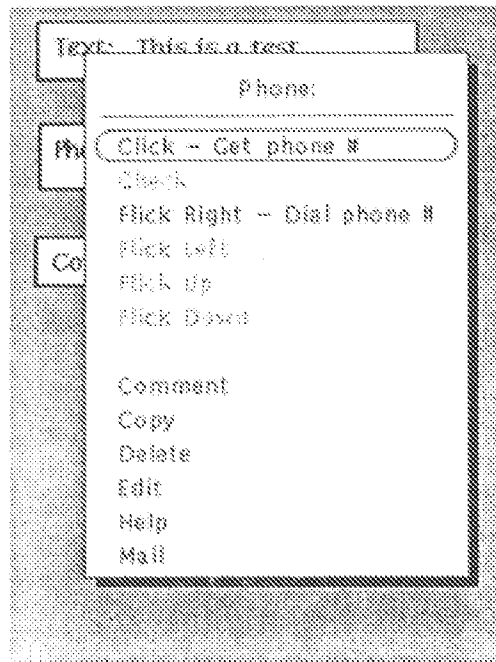 Text: This is a test
Phone:
Click - Get phone #
Check
Flick Right - Dial phone #
Flick Left
Flick Up
Flick Down
Co
Comment
Copy
Delete
Edit
Help
Mail